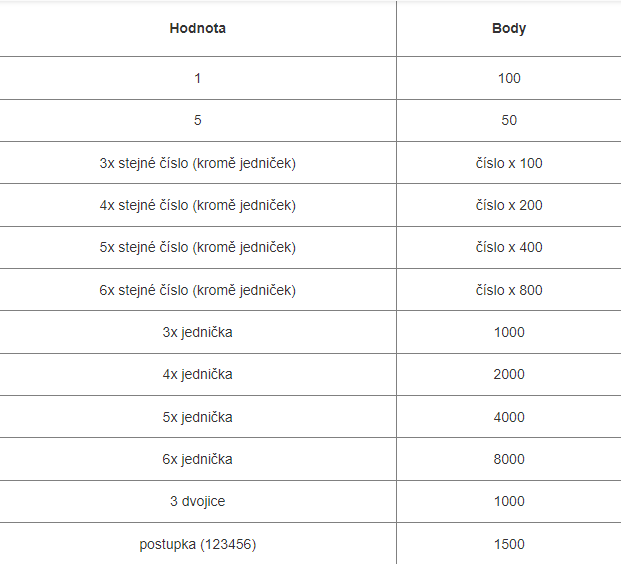 Hodnota Body
1 100
5 50
3x stejné číslo (kromě jedniček) číslo x 100
4x stejné číslo (kromě jedniček) číslo x 200
5x stejné číslo (kromě jedniček) číslo x 400
6x stejné číslo (kromě jedniček) číslo x 800
3x jednička 1000
4x jednička 2000
5x jednička 4000
6x jednička 8000
3 dvojice 1000
postupka (123456) 1500